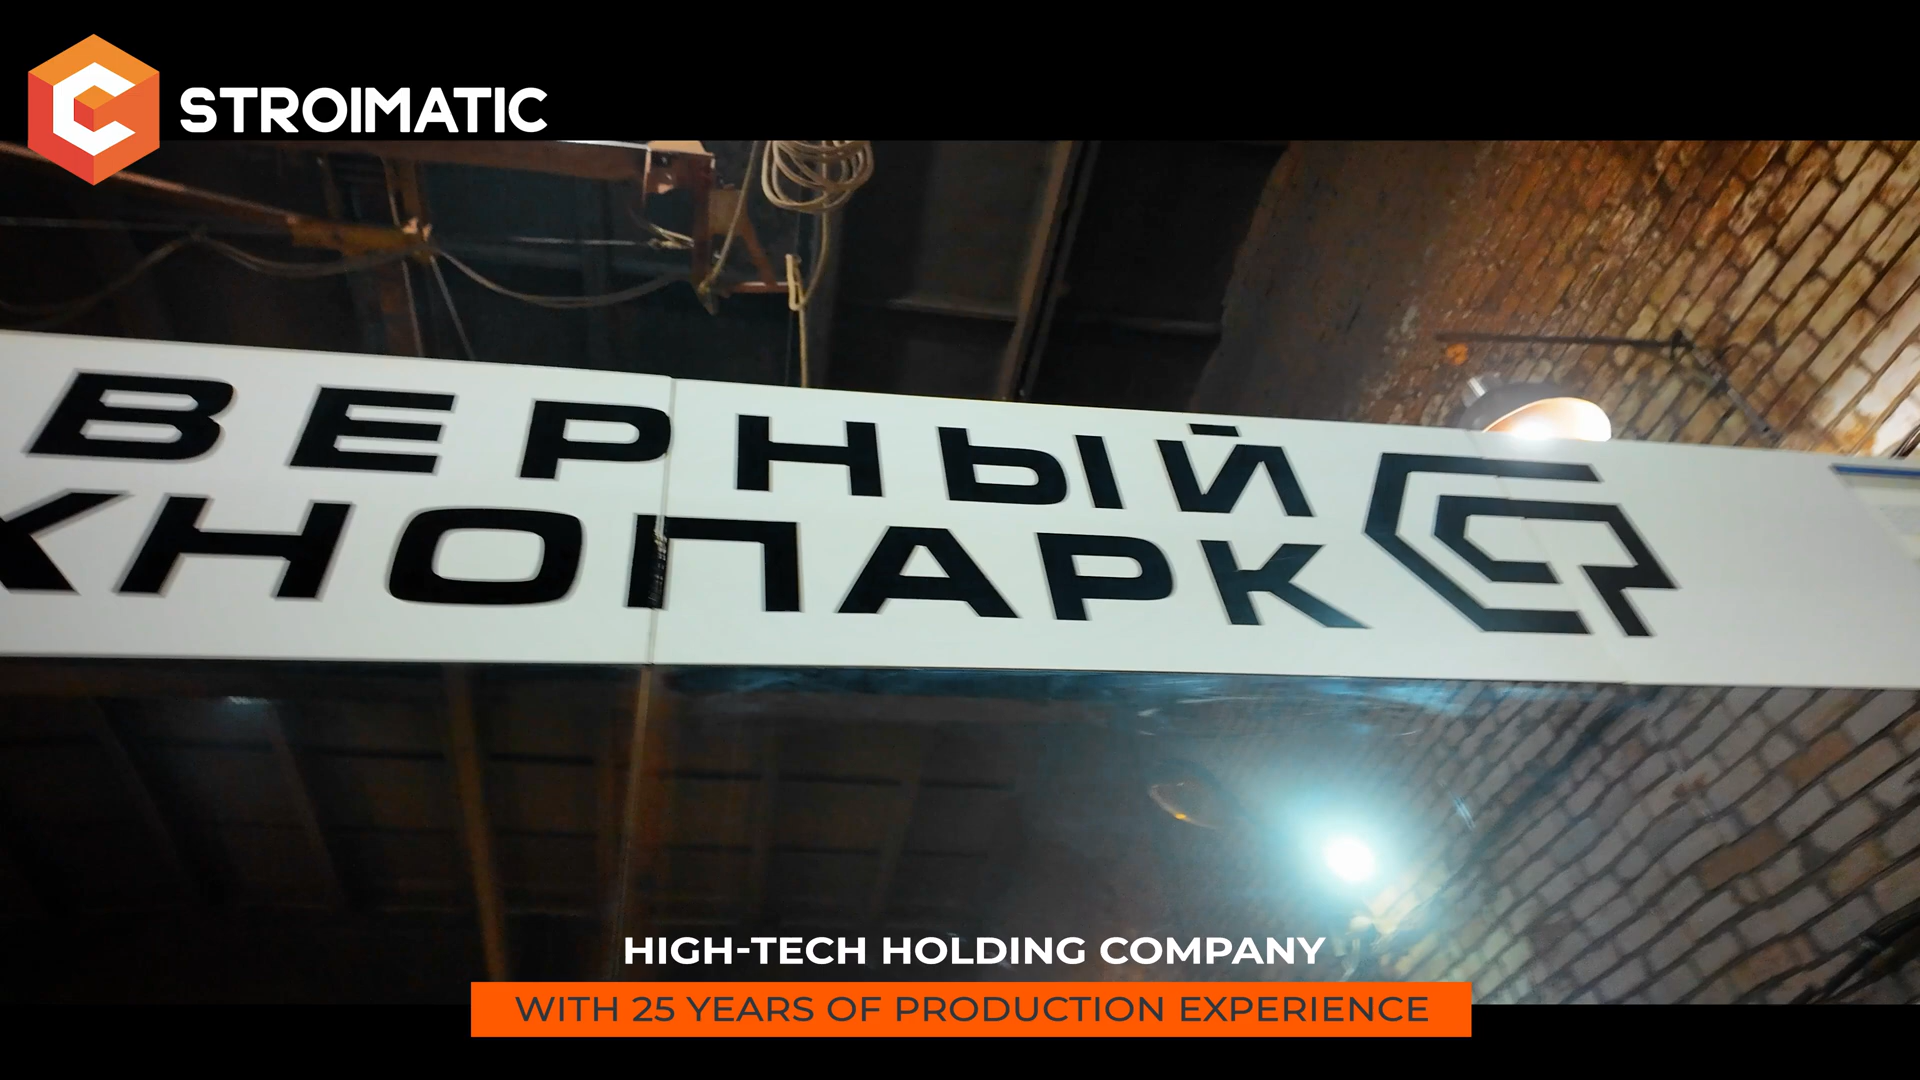 STROIMATIC
ВЕРНЫЙ
КНОПАРК
HIGH-TECH HOLDING COMPANY
WITH 25 YEARS OF PRODUCTION EXPERIENCE